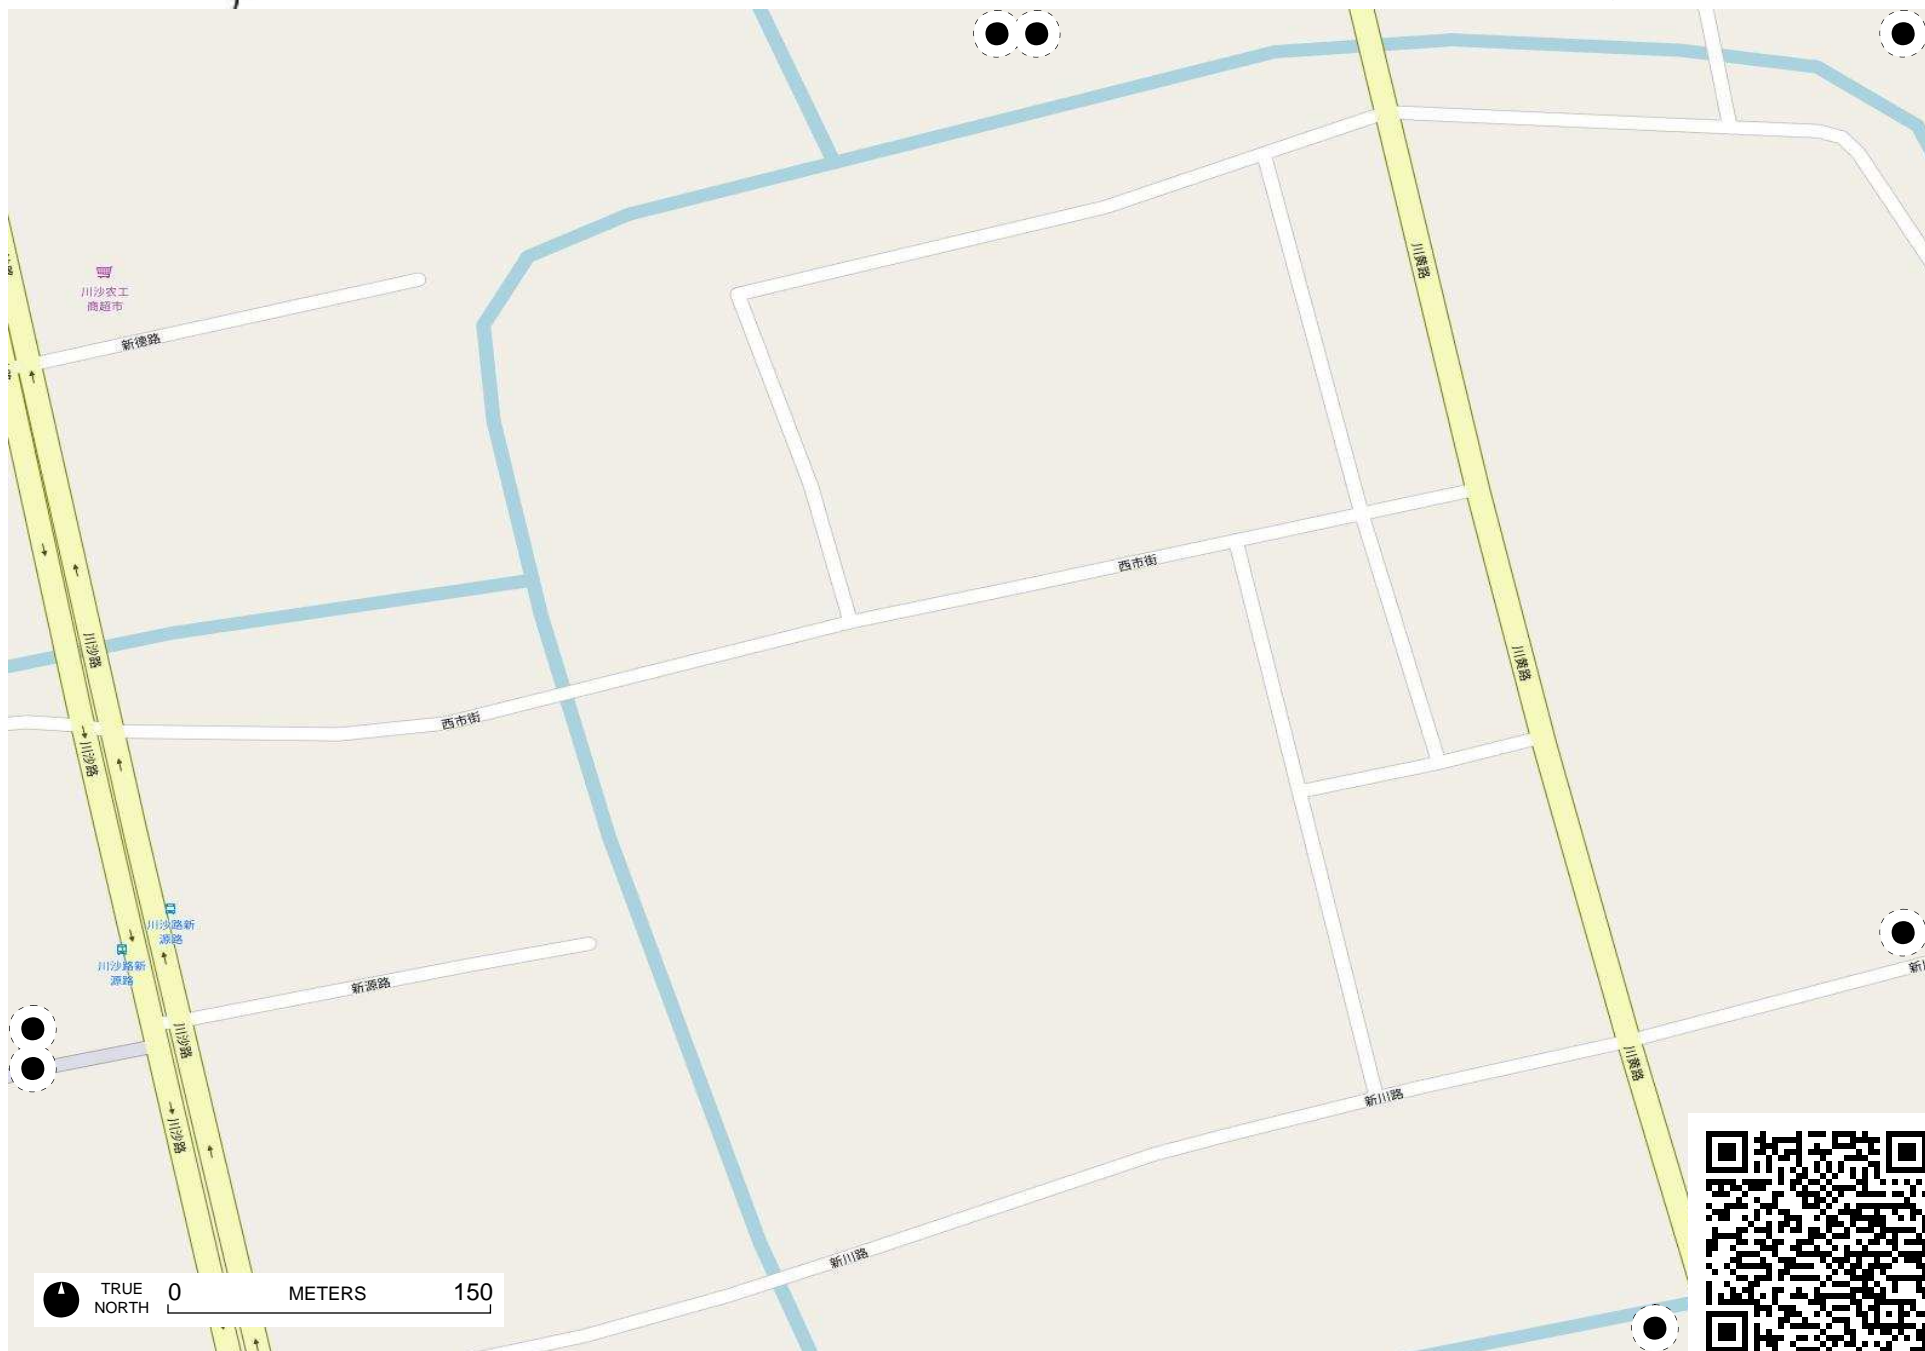 川黄路
川沙农工
商超市
新德路
西市街
川沙路
川黄路
西市街
川沙路
川沙路新
源路
川沙路新
源路
新源路
川沙路
川黄路
新川路
川沙路
新川路
TRUE
NORTH
0 METERS 150